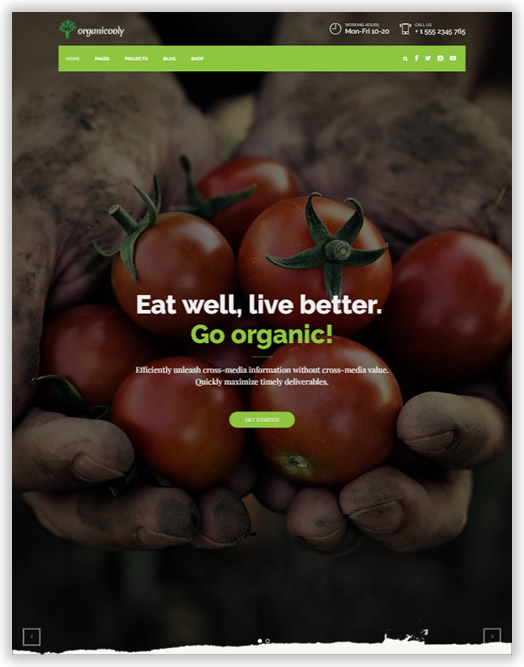 organicooly
WORKING HOURS
Mon-Fri 10-20
CALL US
+ 1 555 2345 765
HOME PAGES PROJECTS BLOG SHOP
Eat well, live better.
Go organic!
Efficiently unleash cross-media information without cross-media value.
Quickly maximize timely deliverables.
GET STARTED